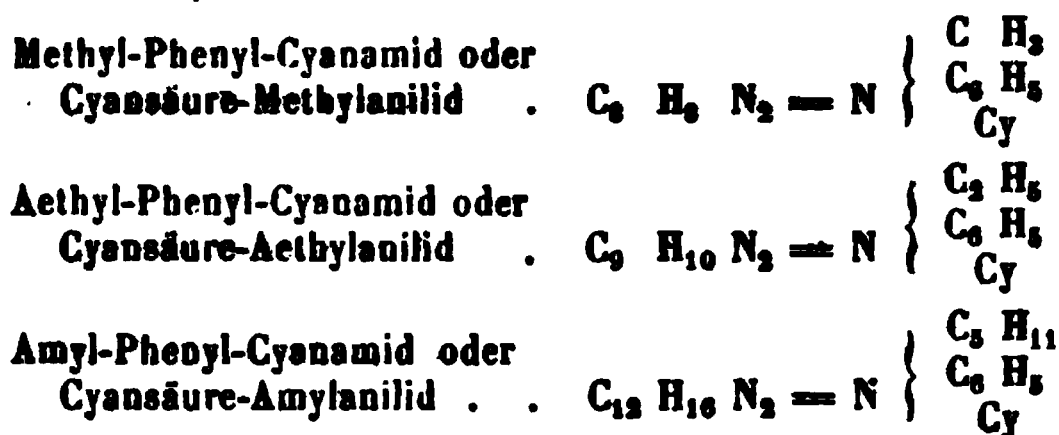 Methyl-Phenyl-Cyanamid oder
Cyansäure-Methylanilid . C₈ H₈ N₂ = N { C H₃
C₆ H₅
Cy
Aethyl-Phenyl-Cyanamid oder
Cyansäure-Aethylanilid . C₉ H₁₀ N₂ = N { C₂ H₅
C₆ H₅
Cy
Amyl-Phenyl-Cyanamid oder
Cyansäure-Amylanilid . . C₁₂ H₁₆ N₂ = N { C₅ H₁₁
C₆ H₅
Cy